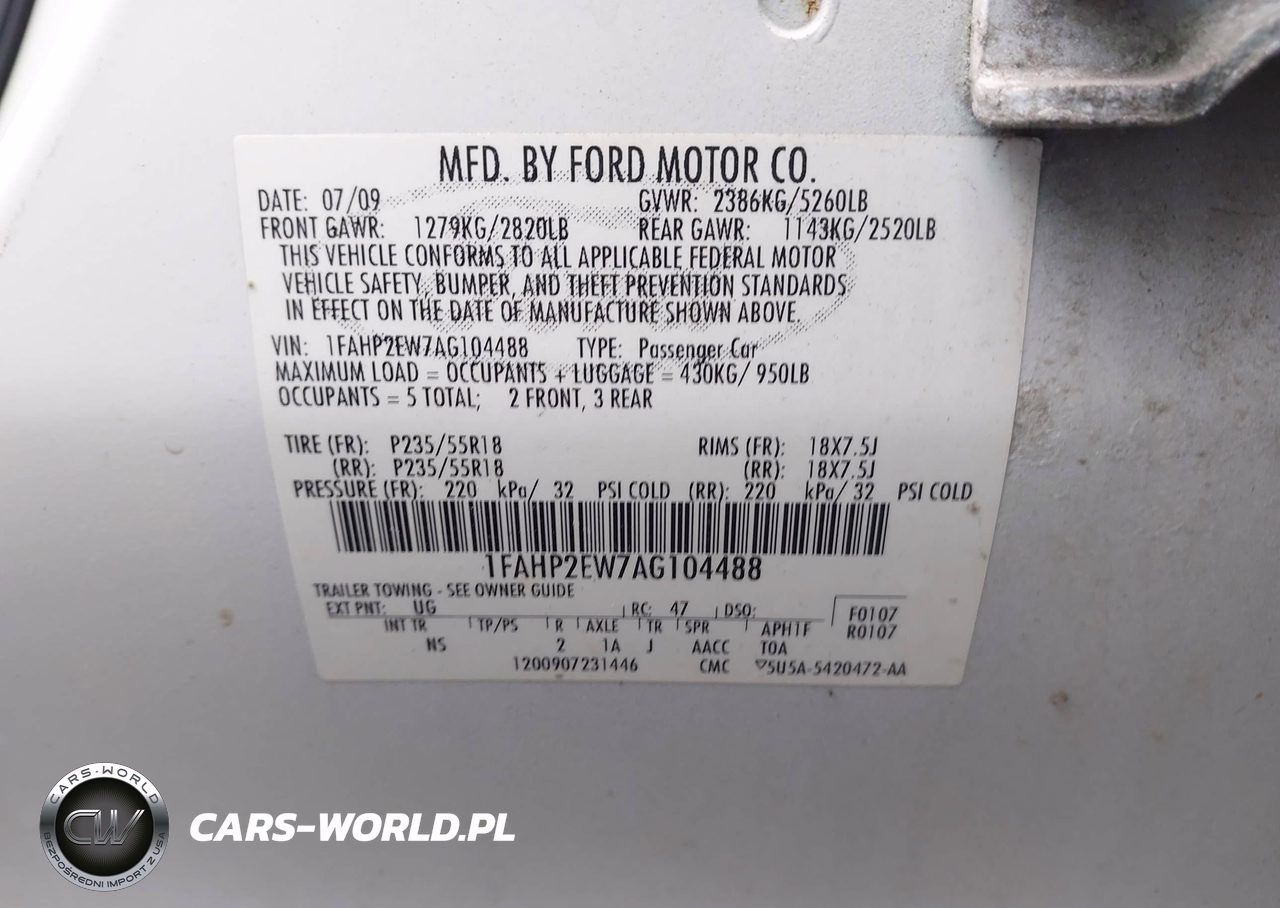 MFD. BY FORD MOTOR CO.
DATE: 07/09 GVWR: 2386KG/5260LB
FRONT GAWR: 1279KG/2820LB REAR GAWR: 1143KG/2520LB
THIS VEHICLE CONFORMS TO ALL APPLICABLE FEDERAL MOTOR
VEHICLE SAFETY, BUMPER, AND THEFT PREVENTION STANDARDS
IN EFFECT ON THE DATE OF MANUFACTURE SHOWN ABOVE.
VIN: 1FAHP2EW7AG104488 TYPE: Passenger Car
MAXIMUM LOAD = OCCUPANTS + LUGGAGE = 430KG/ 950LB
OCCUPANTS = 5 TOTAL; 2 FRONT, 3 REAR
TIRE (FR): P235/55R18 RIMS (FR): 18X7.5J
(RR): P235/55R18 (RR): 18X7.5J
PRESSURE (FR): 220 kPa/ 32 PSI COLD (RR): 220 kPa/ 32 PSI COLD
1FAHP2EW7AG104488
TRAILER TOWING - SEE OWNER GUIDE
EXT PNT: UG RC: 47 DSO: F0107
INT TR TP/PS R AXLE TR SPR APH1F R0107
NS 2 1A J AACC TOA
1200907231446 CMC 5U5A-5420472-AA
CARS-WORLD
CW
BEZPOŚREDNI IMPORT Z USA
CARS-WORLD.PL